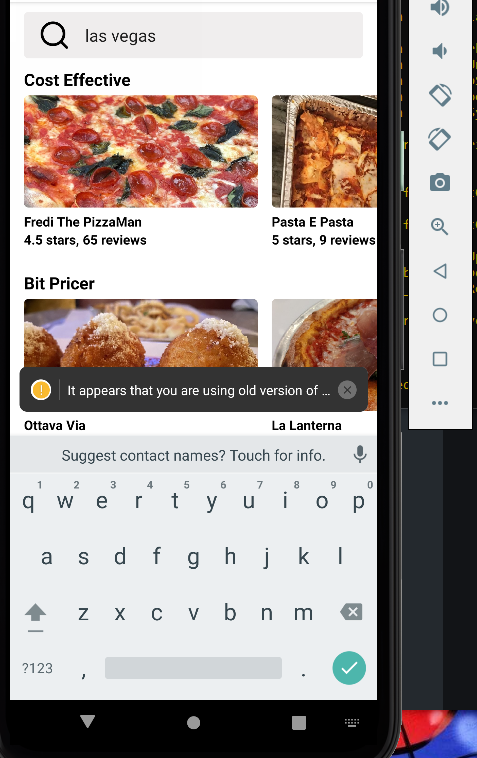 las vegas
Cost Effective
Fredi The PizzaMan
4.5 stars, 65 reviews
Pasta E Pasta
5 stars, 9 reviews
Bit Pricer
It appears that you are using old version of ...
Ottava Via
La Lanterna
Suggest contact names? Touch for info.
1 2 3 4 5 6 7 8 9 0
q w e r t y u i o p
a s d f g h j k l
z x c v b n m
?123 , .